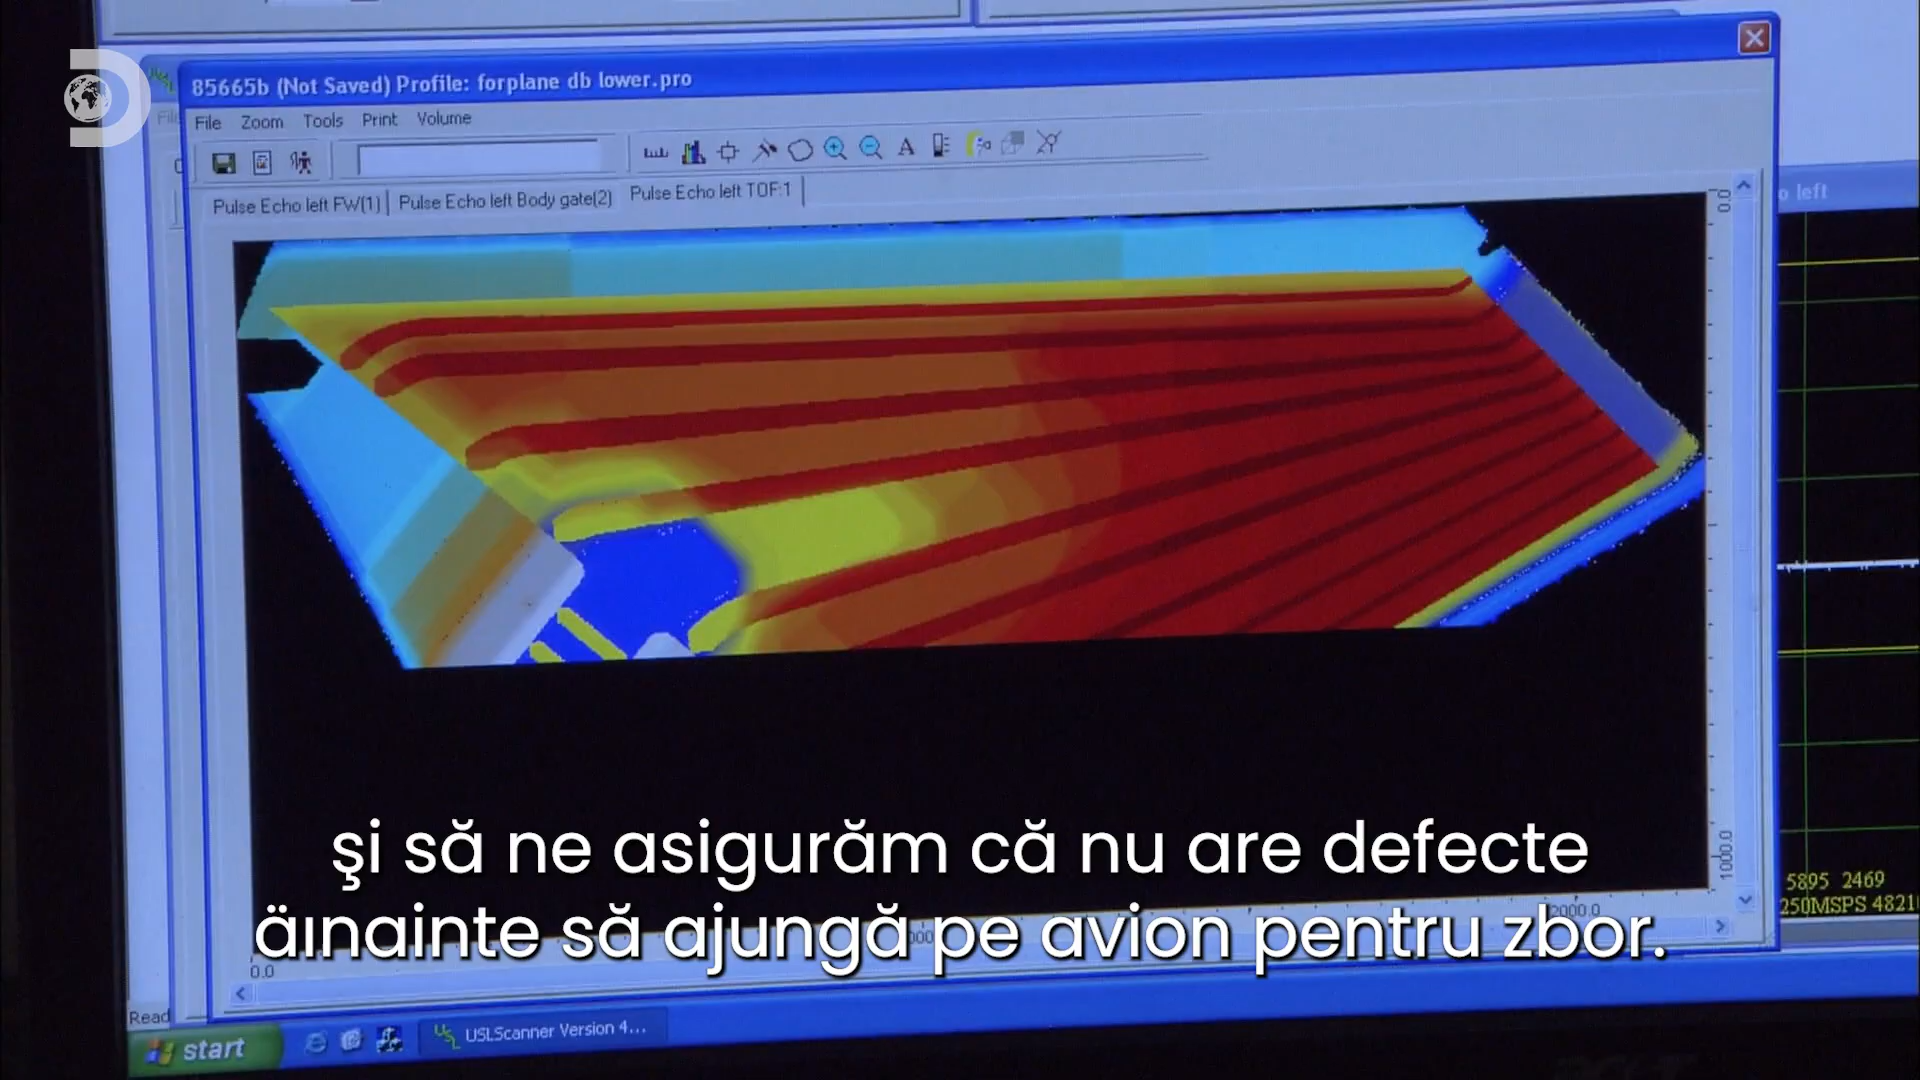 85665b (Not Saved) Profile: forplane db lower.pro
File Zoom Tools Print Volume
Pulse Echo left FW(1) Pulse Echo left Body gate(2) Pulse Echo left TOF:1
o left
0.0
1000.0
2000.0
0.0
5895 2469
250MSPS 4821
şi să ne asigurăm că nu are defecte
äınainte să ajungă pe avion pentru zbor.
Read
start
USLScanner Version 4...